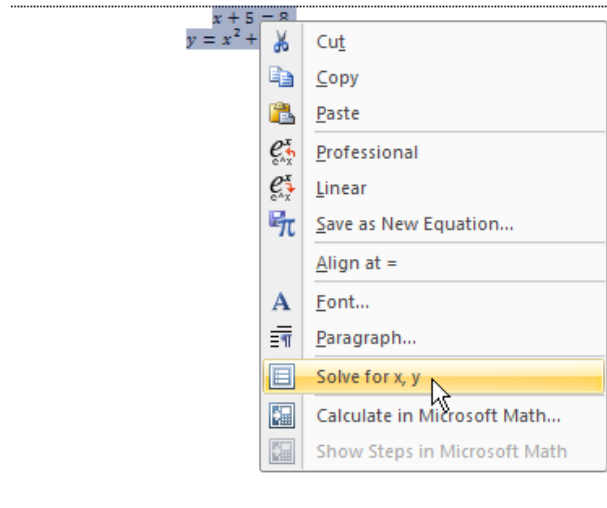 x + 5 = 8
y = x² +
Cut
Copy
Paste
Professional
Linear
Save as New Equation...
Align at =
Font...
Paragraph...
Solve for x, y
Calculate in Microsoft Math...
Show Steps in Microsoft Math